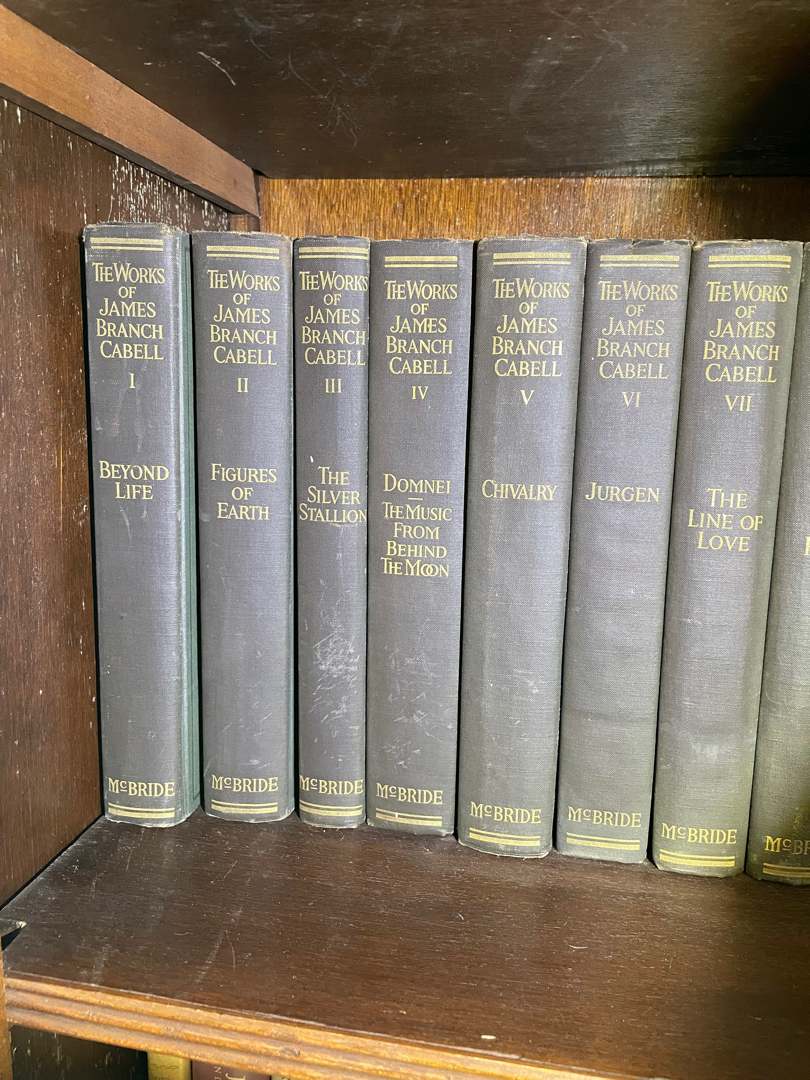 THE WORKS
OF
JAMES
BRANCH
CABELL
I
BEYOND
LIFE
MCBRIDE
THE WORKS
OF
JAMES
BRANCH
CABELL
II
FIGURES
OF
EARTH
MCBRIDE
THE WORKS
OF
JAMES
BRANCH
CABELL
III
THE
SILVER
STALLION
MCBRIDE
THE WORKS
OF
JAMES
BRANCH
CABELL
IV
DOMNEI
—
THE MUSIC
FROM
BEHIND
THE MOON
MCBRIDE
THE WORKS
OF
JAMES
BRANCH
CABELL
V
CHIVALRY
MCBRIDE
THE WORKS
OF
JAMES
BRANCH
CABELL
VI
JURGEN
MCBRIDE
THE WORKS
OF
JAMES
BRANCH
CABELL
VII
THE
LINE OF
LOVE
MCBRIDE